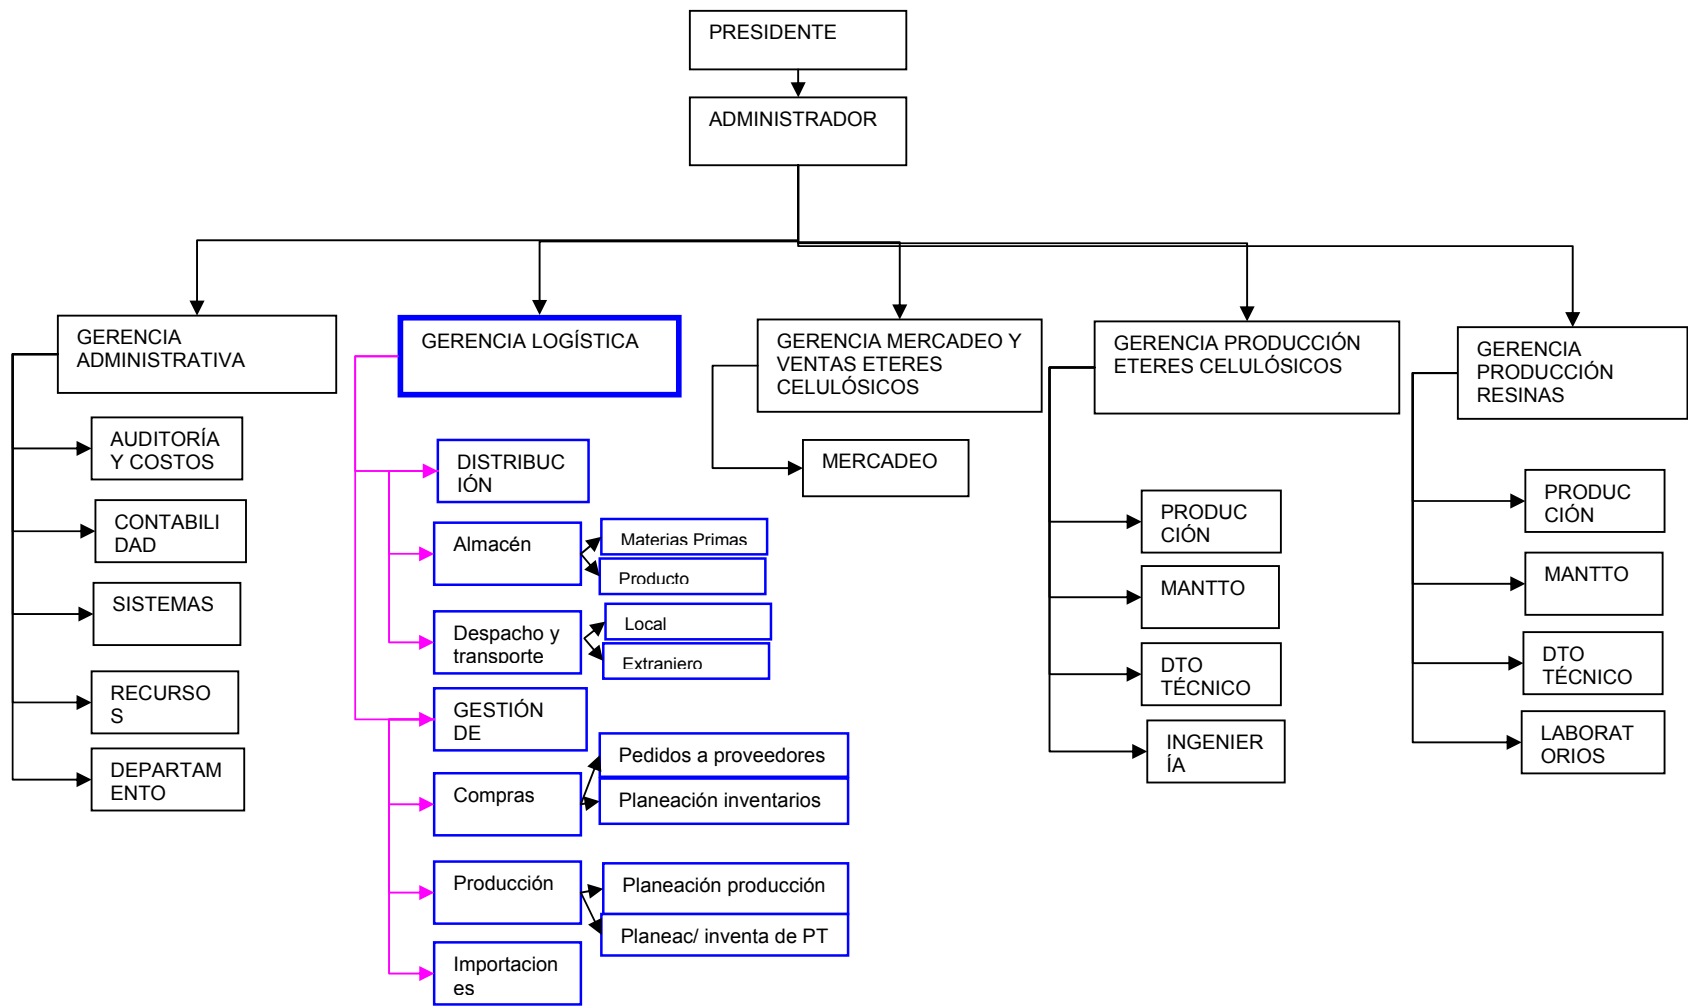 PRESIDENTE
ADMINISTRADOR
GERENCIA
ADMINISTRATIVA
AUDITORÍA
Y COSTOS
CONTABILI
DAD
SISTEMAS
RECURSO
S
DEPARTAM
ENTO
GERENCIA LOGÍSTICA
DISTRIBUC
IÓN
Almacén
Materias Primas
Producto
Despacho y
transporte
Local
Extranjero
GESTIÓN
DE
Compras
Pedidos a proveedores
Planeación inventarios
Producción
Planeación producción
Planeac/ inventa de PT
Importacion
es
GERENCIA MERCADEO Y
VENTAS ETERES
CELULÓSICOS
MERCADEO
GERENCIA PRODUCCIÓN
ETERES CELULÓSICOS
PRODUC
CIÓN
MANTTO
DTO
TÉCNICO
INGENIER
ÍA
GERENCIA
PRODUCCIÓN
RESINAS
PRODUC
CIÓN
MANTTO
DTO
TÉCNICO
LABORAT
ORIOS